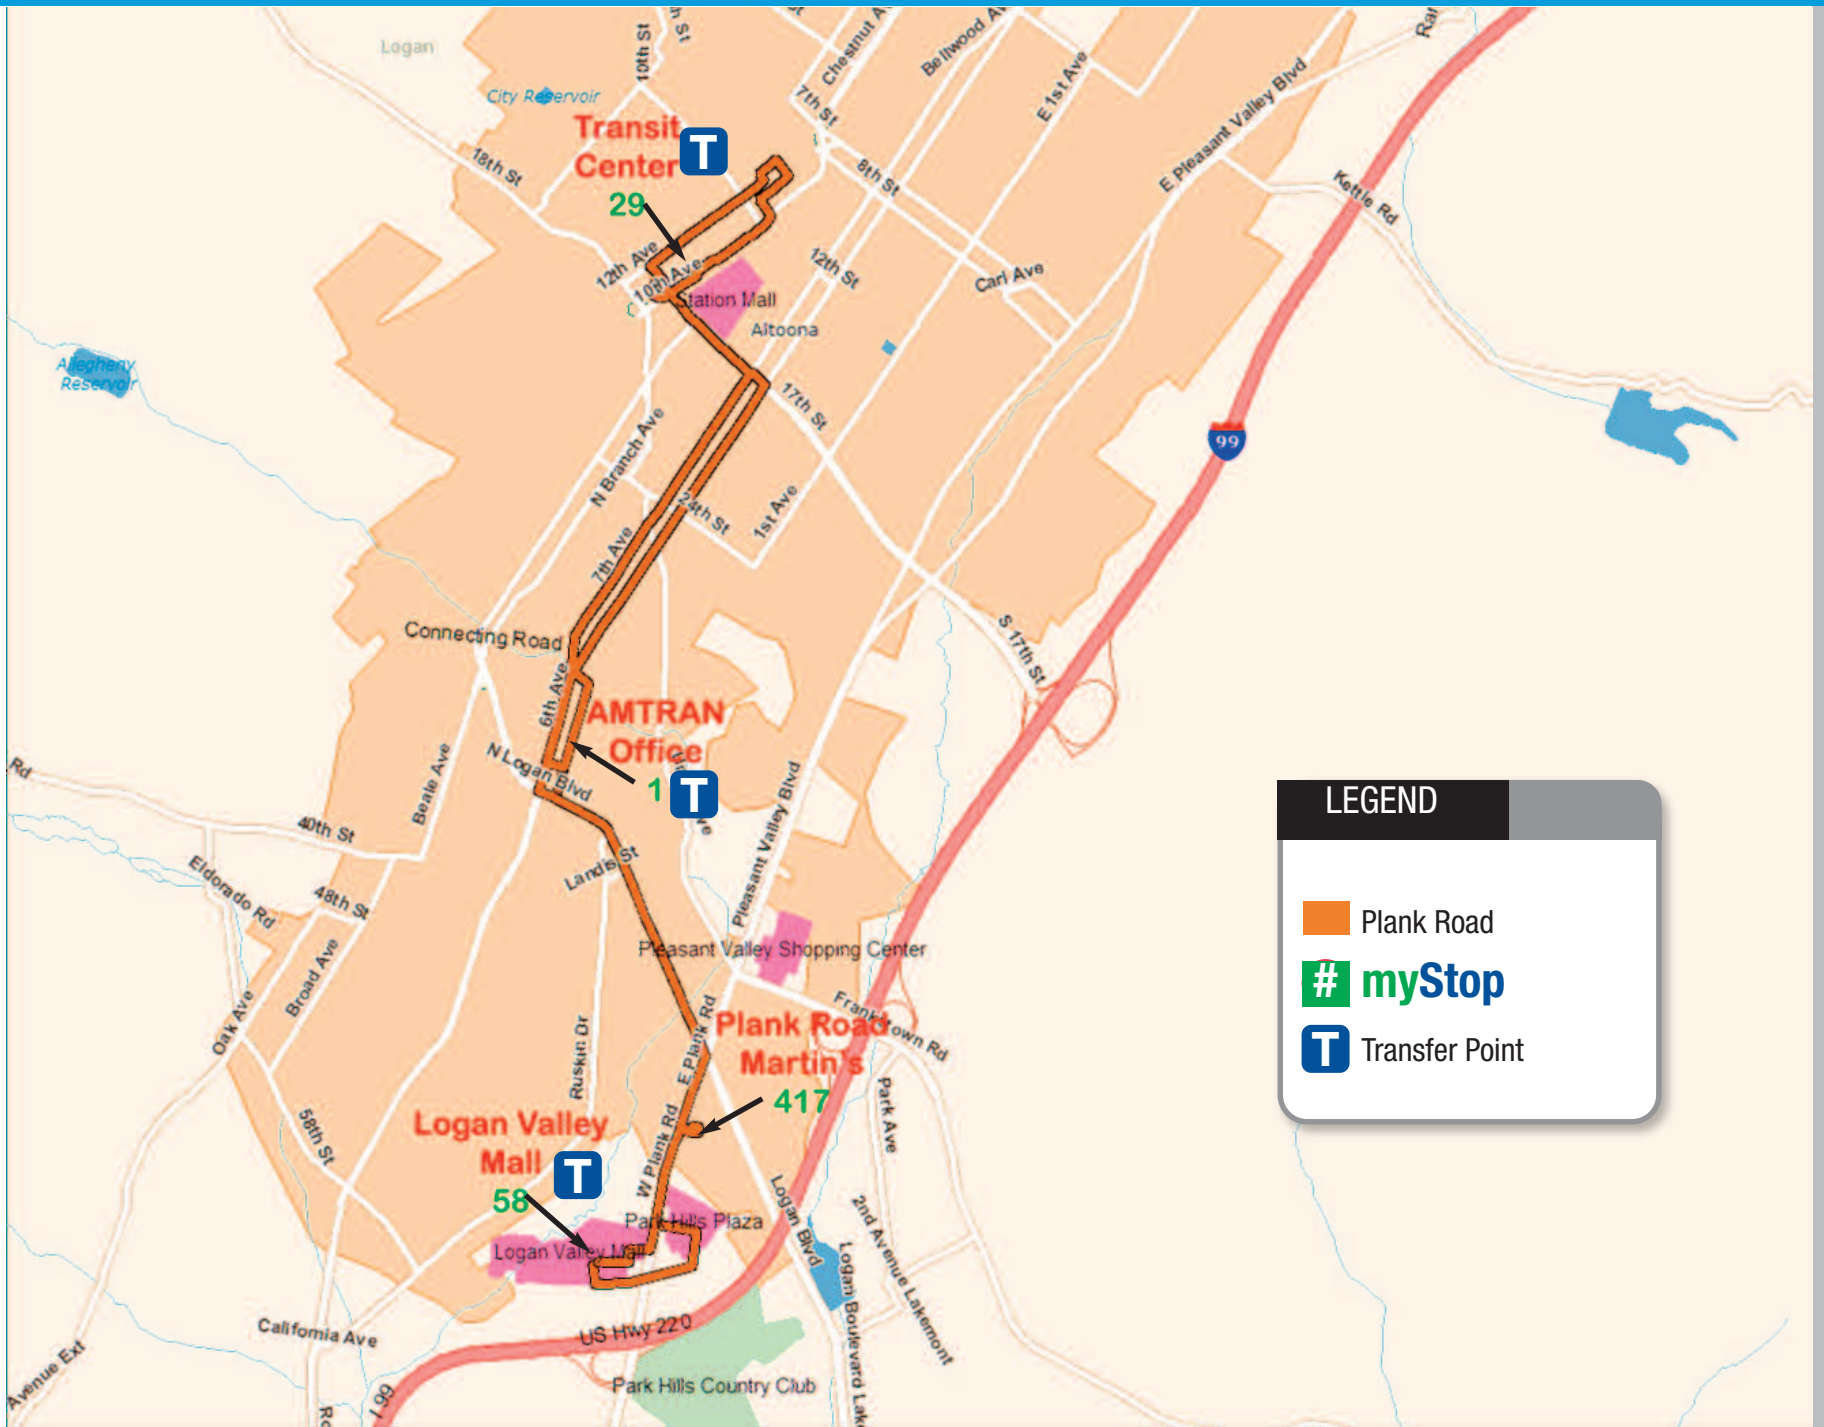 Logan
10th St
Chestnut
Bellwood
E 1st Ave
E Pleasant Valley Blvd
City Reservoir
7th St
Transit
Center
T
18th St
8th St
Kettle Rd
29
12th Ave
10th Ave
12th St
Carl Ave
Station Mall
Altoona
Allegheny
Reservoir
17th St
99
N Branch Ave
24th St
1st Ave
7th Ave
Connecting Road
S 17th St
6th Ave
AMTRAN
Office
1
T
N Logan Blvd
Rd
Beale Ave
Pleasant Valley Blvd
40th St
Landis St
Eldorado Rd
48th St
Broad Ave
Oak Ave
Pleasant Valley Shopping Center
Frankstown Rd
E Plank Rd
Plank Road
Martin's
417
Ruskin Dr
Park Ave
58th St
W Plank Rd
Logan Valley
Mall
T
58
Park Hills Plaza
Logan Valley Mall
Logan Blvd
2nd Avenue Lakemont
Logan Boulevard
California Ave
US Hwy 220
Avenue Ext
I 99
Park Hills Country Club
LEGEND
Plank Road
# myStop
T Transfer Point